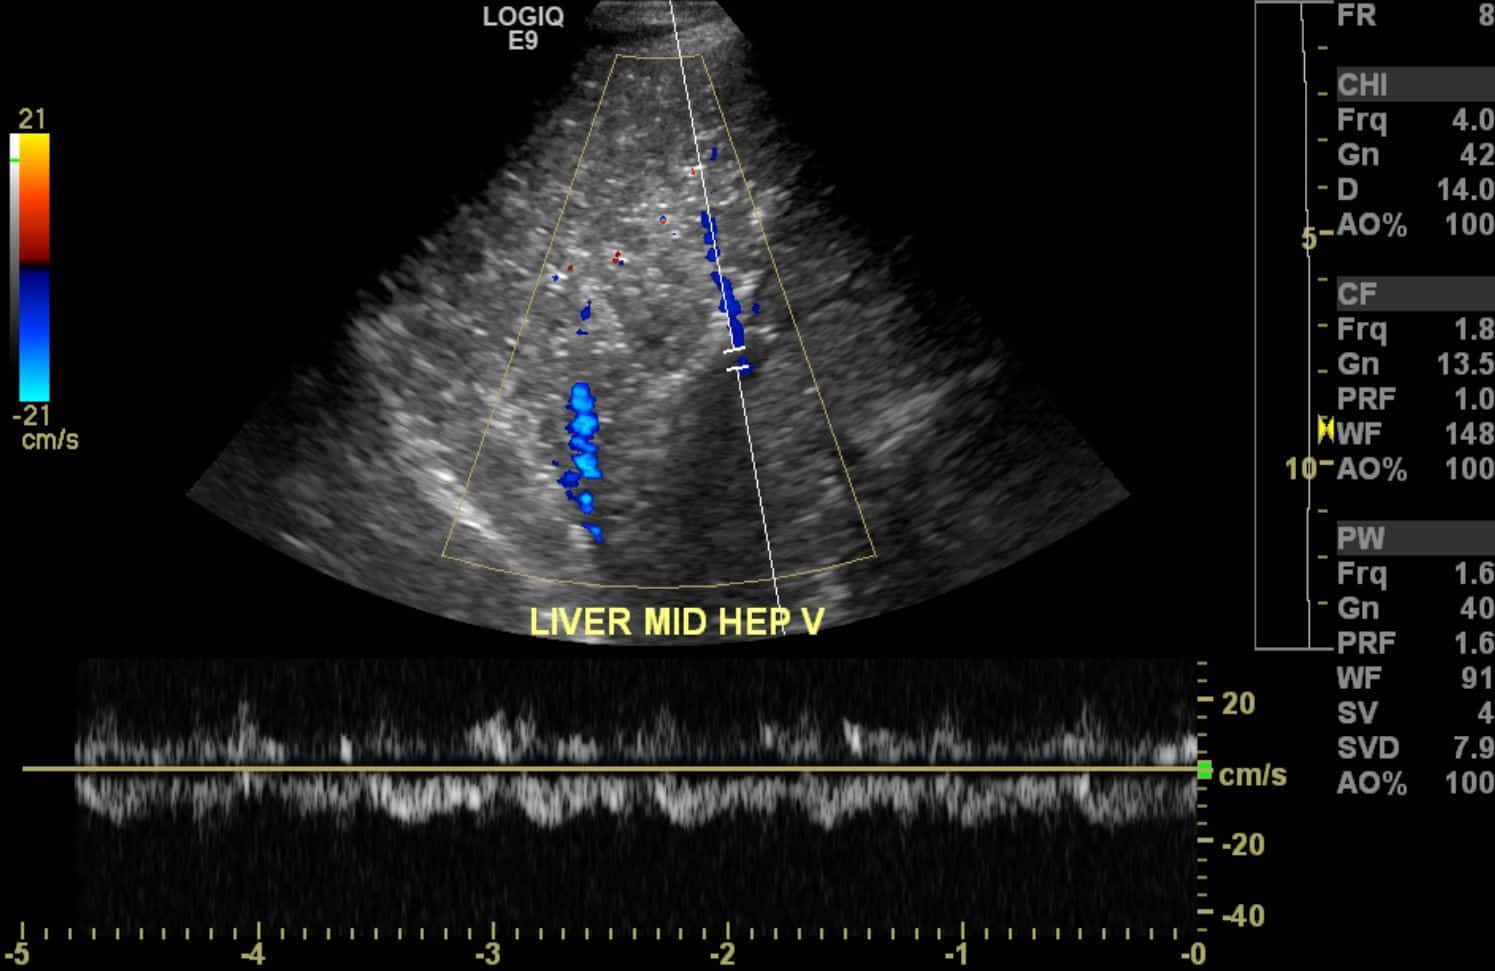 LOGIQ
E9
21
-21
cm/s
LIVER MID HEP V
5
10
FR 8
CHI
Frq 4.0
Gn 42
D 14.0
AO% 100
CF
Frq 1.8
Gn 13.5
PRF 1.0
WF 148
AO% 100
PW
Frq 1.6
Gn 40
PRF 1.6
WF 91
SV 4
SVD 7.9
AO% 100
20
cm/s
-20
-40
-5 -4 -3 -2 -1 -0